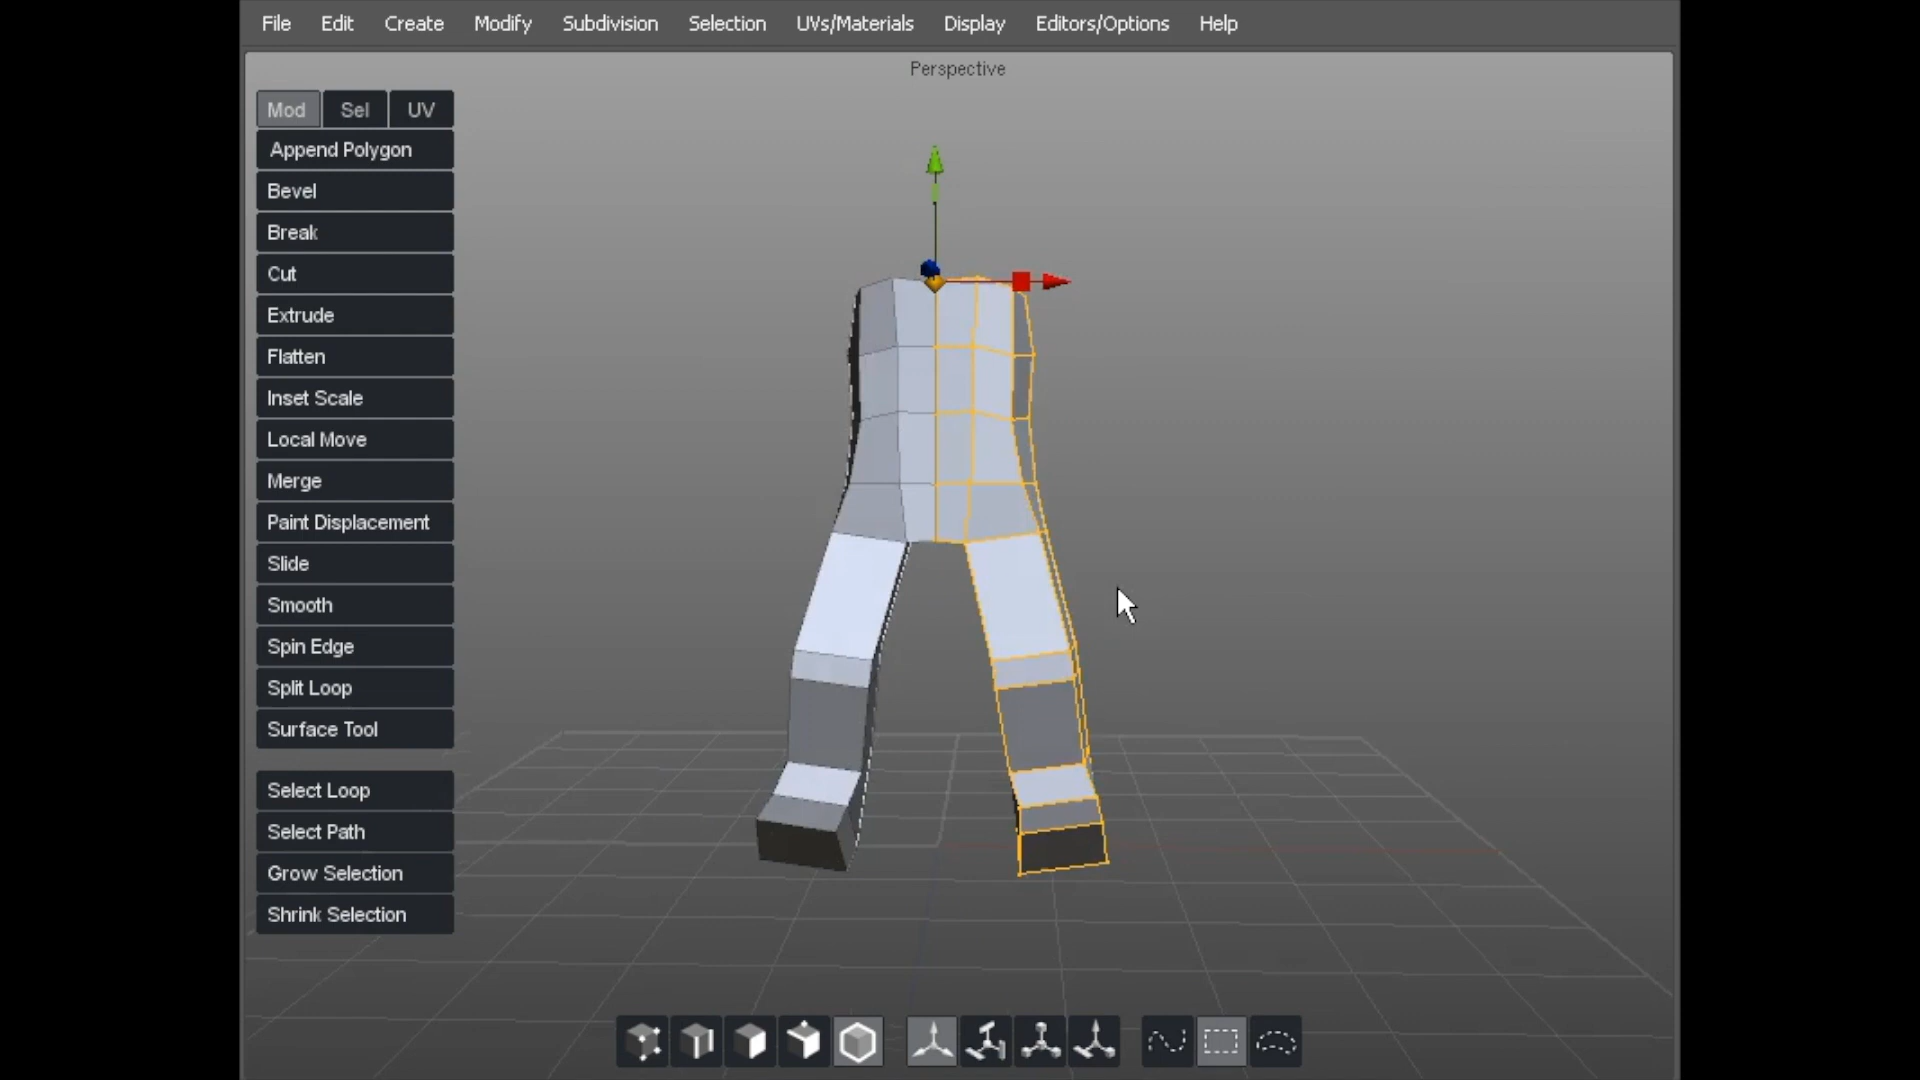 File Edit Create Modify Subdivision Selection UVs/Materials Display Editors/Options Help
Perspective
Mod Sel UV
Append Polygon
Bevel
Break
Cut
Extrude
Flatten
Inset Scale
Local Move
Merge
Paint Displacement
Slide
Smooth
Spin Edge
Split Loop
Surface Tool
Select Loop
Select Path
Grow Selection
Shrink Selection